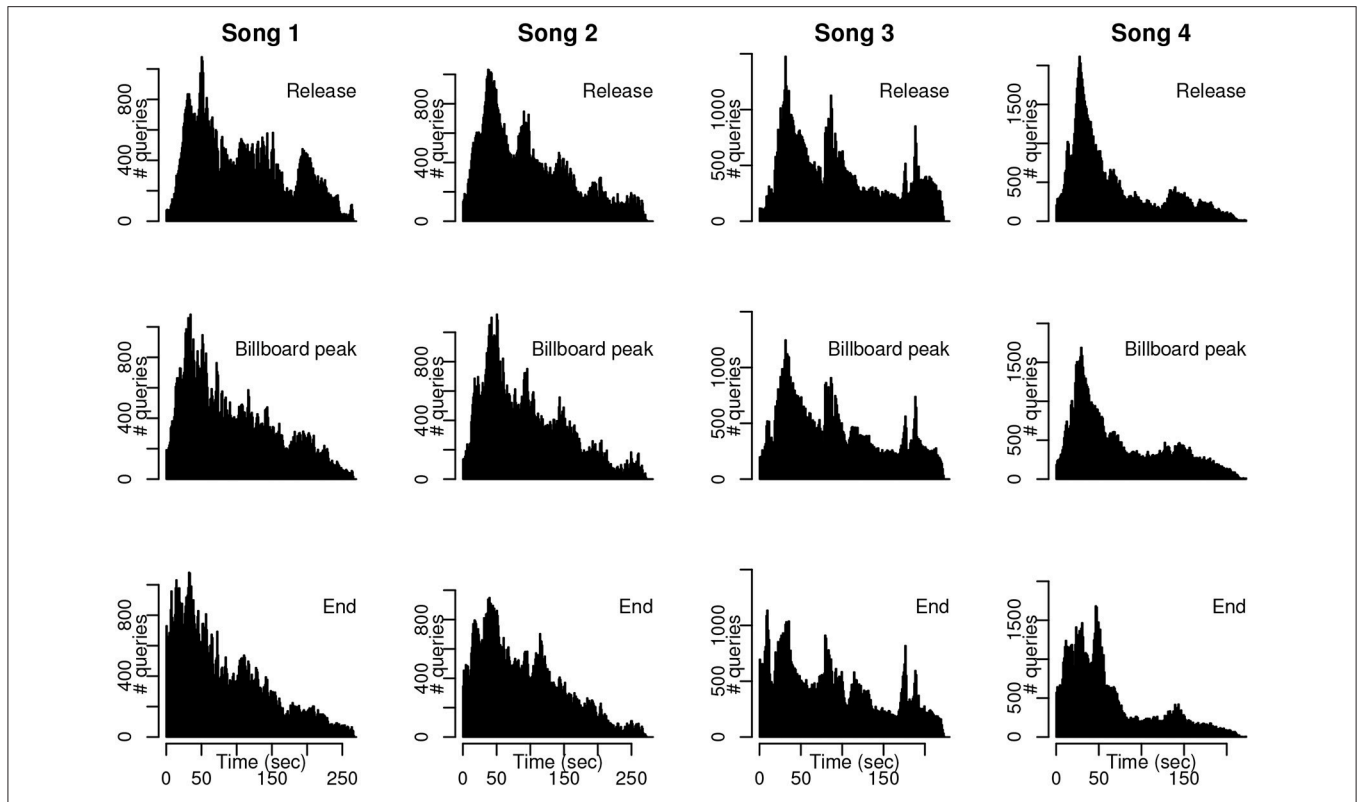 Song 1 Song 2 Song 3 Song 4
# queries 0 400 800 Release
# queries 0 400 800 Release
# queries 0 500 1000 Release
# queries 0 500 1500 Release
# queries 0 400 800 Billboard peak
# queries 0 400 800 Billboard peak
# queries 0 500 1000 Billboard peak
# queries 0 500 1500 Billboard peak
# queries 0 400 800 End
# queries 0 400 800 End
# queries 0 500 1000 End
# queries 0 500 1500 End
Time (sec) Time (sec) Time (sec) Time (sec)
0 50 150 250 0 50 150 250 0 50 150 0 50 150